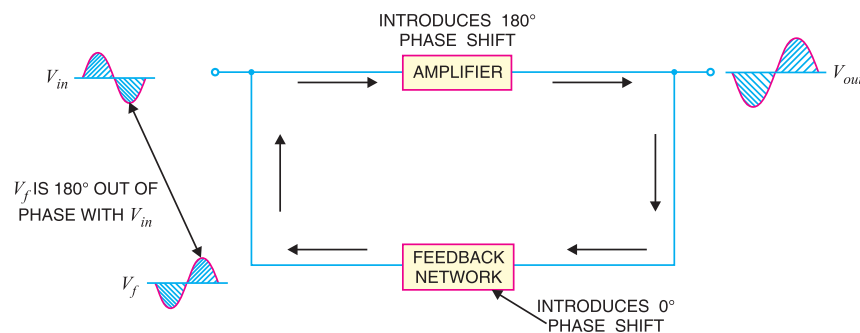 INTRODUCES 180°
PHASE SHIFT
V_in
AMPLIFIER
V_out
V_f IS 180° OUT OF
PHASE WITH V_in
V_f
FEEDBACK
NETWORK
INTRODUCES 0°
PHASE SHIFT